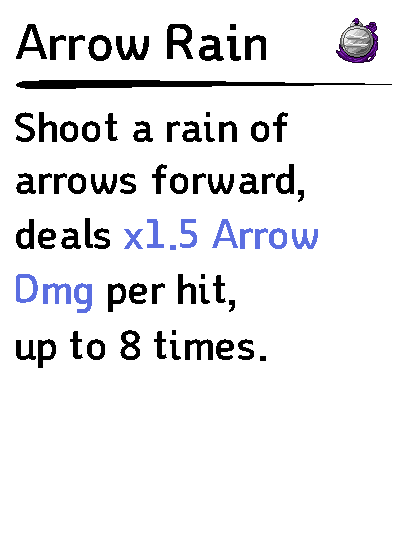 Arrow Rain
Shoot a rain of
arrows forward,
deals x1.5 Arrow
Dmg per hit,
up to 8 times.